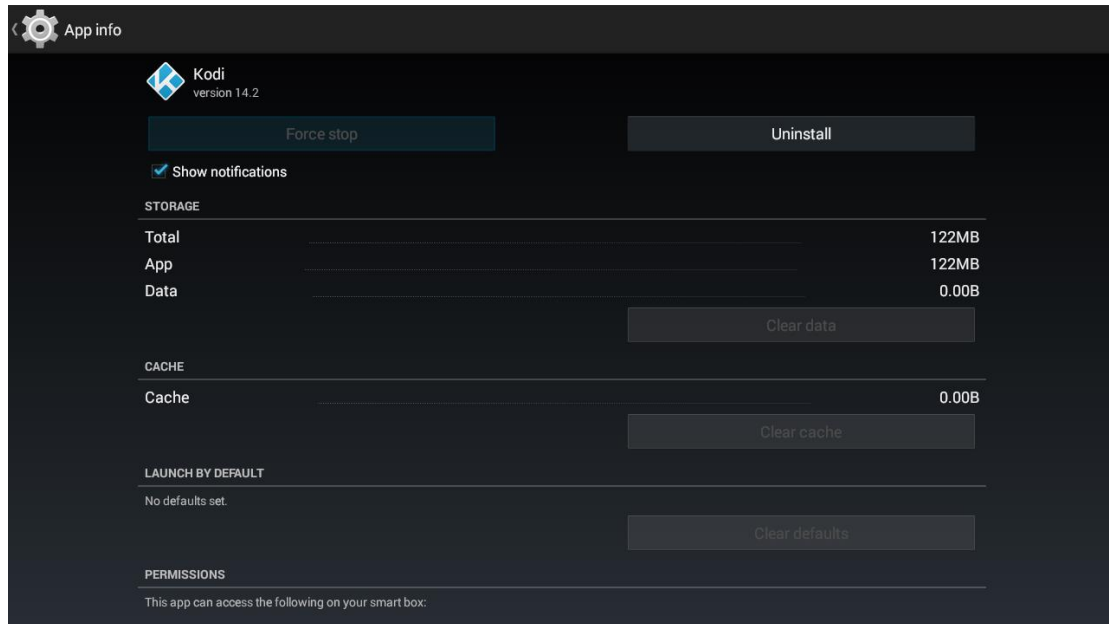 App info
Kodi
version 14.2
Force stop
Uninstall
Show notifications
STORAGE
Total 122MB
App 122MB
Data 0.00B
Clear data
CACHE
Cache 0.00B
Clear cache
LAUNCH BY DEFAULT
No defaults set.
Clear defaults
PERMISSIONS
This app can access the following on your smart box: